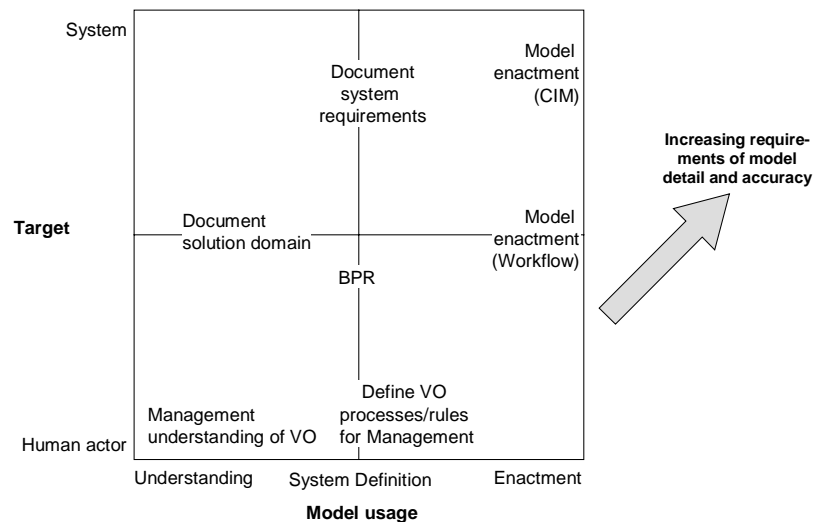 System
Document
system
requirements
Model
enactment
(CIM)
Increasing require-
ments of model
detail and accuracy
Target
Document
solution domain
Model
enactment
(Workflow)
BPR
Management
understanding of VO
Define VO
processes/rules
for Management
Human actor
Understanding
System Definition
Enactment
Model usage